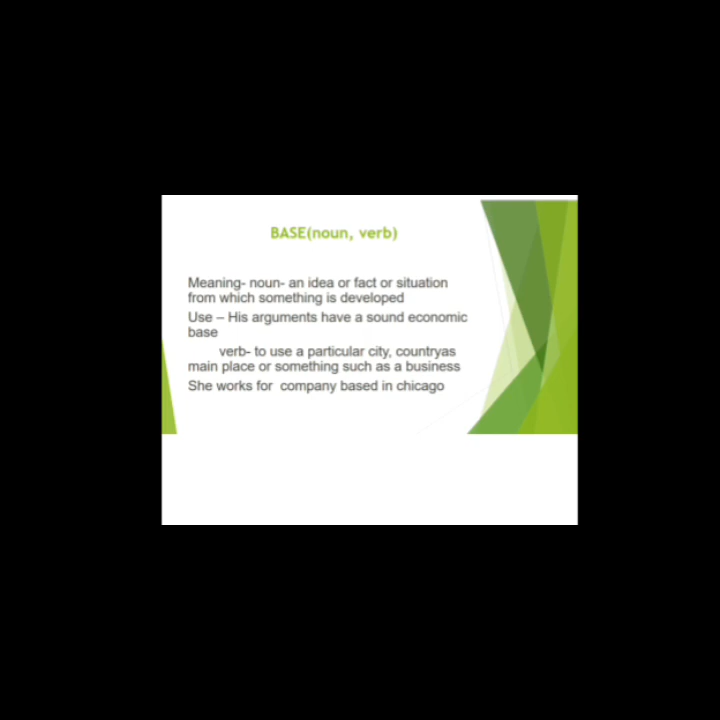 BASE(noun, verb)
Meaning- noun- an idea or fact or situation
from which something is developed
Use – His arguments have a sound economic
base
verb- to use a particular city, countryas
main place or something such as a business
She works for  company based in chicago